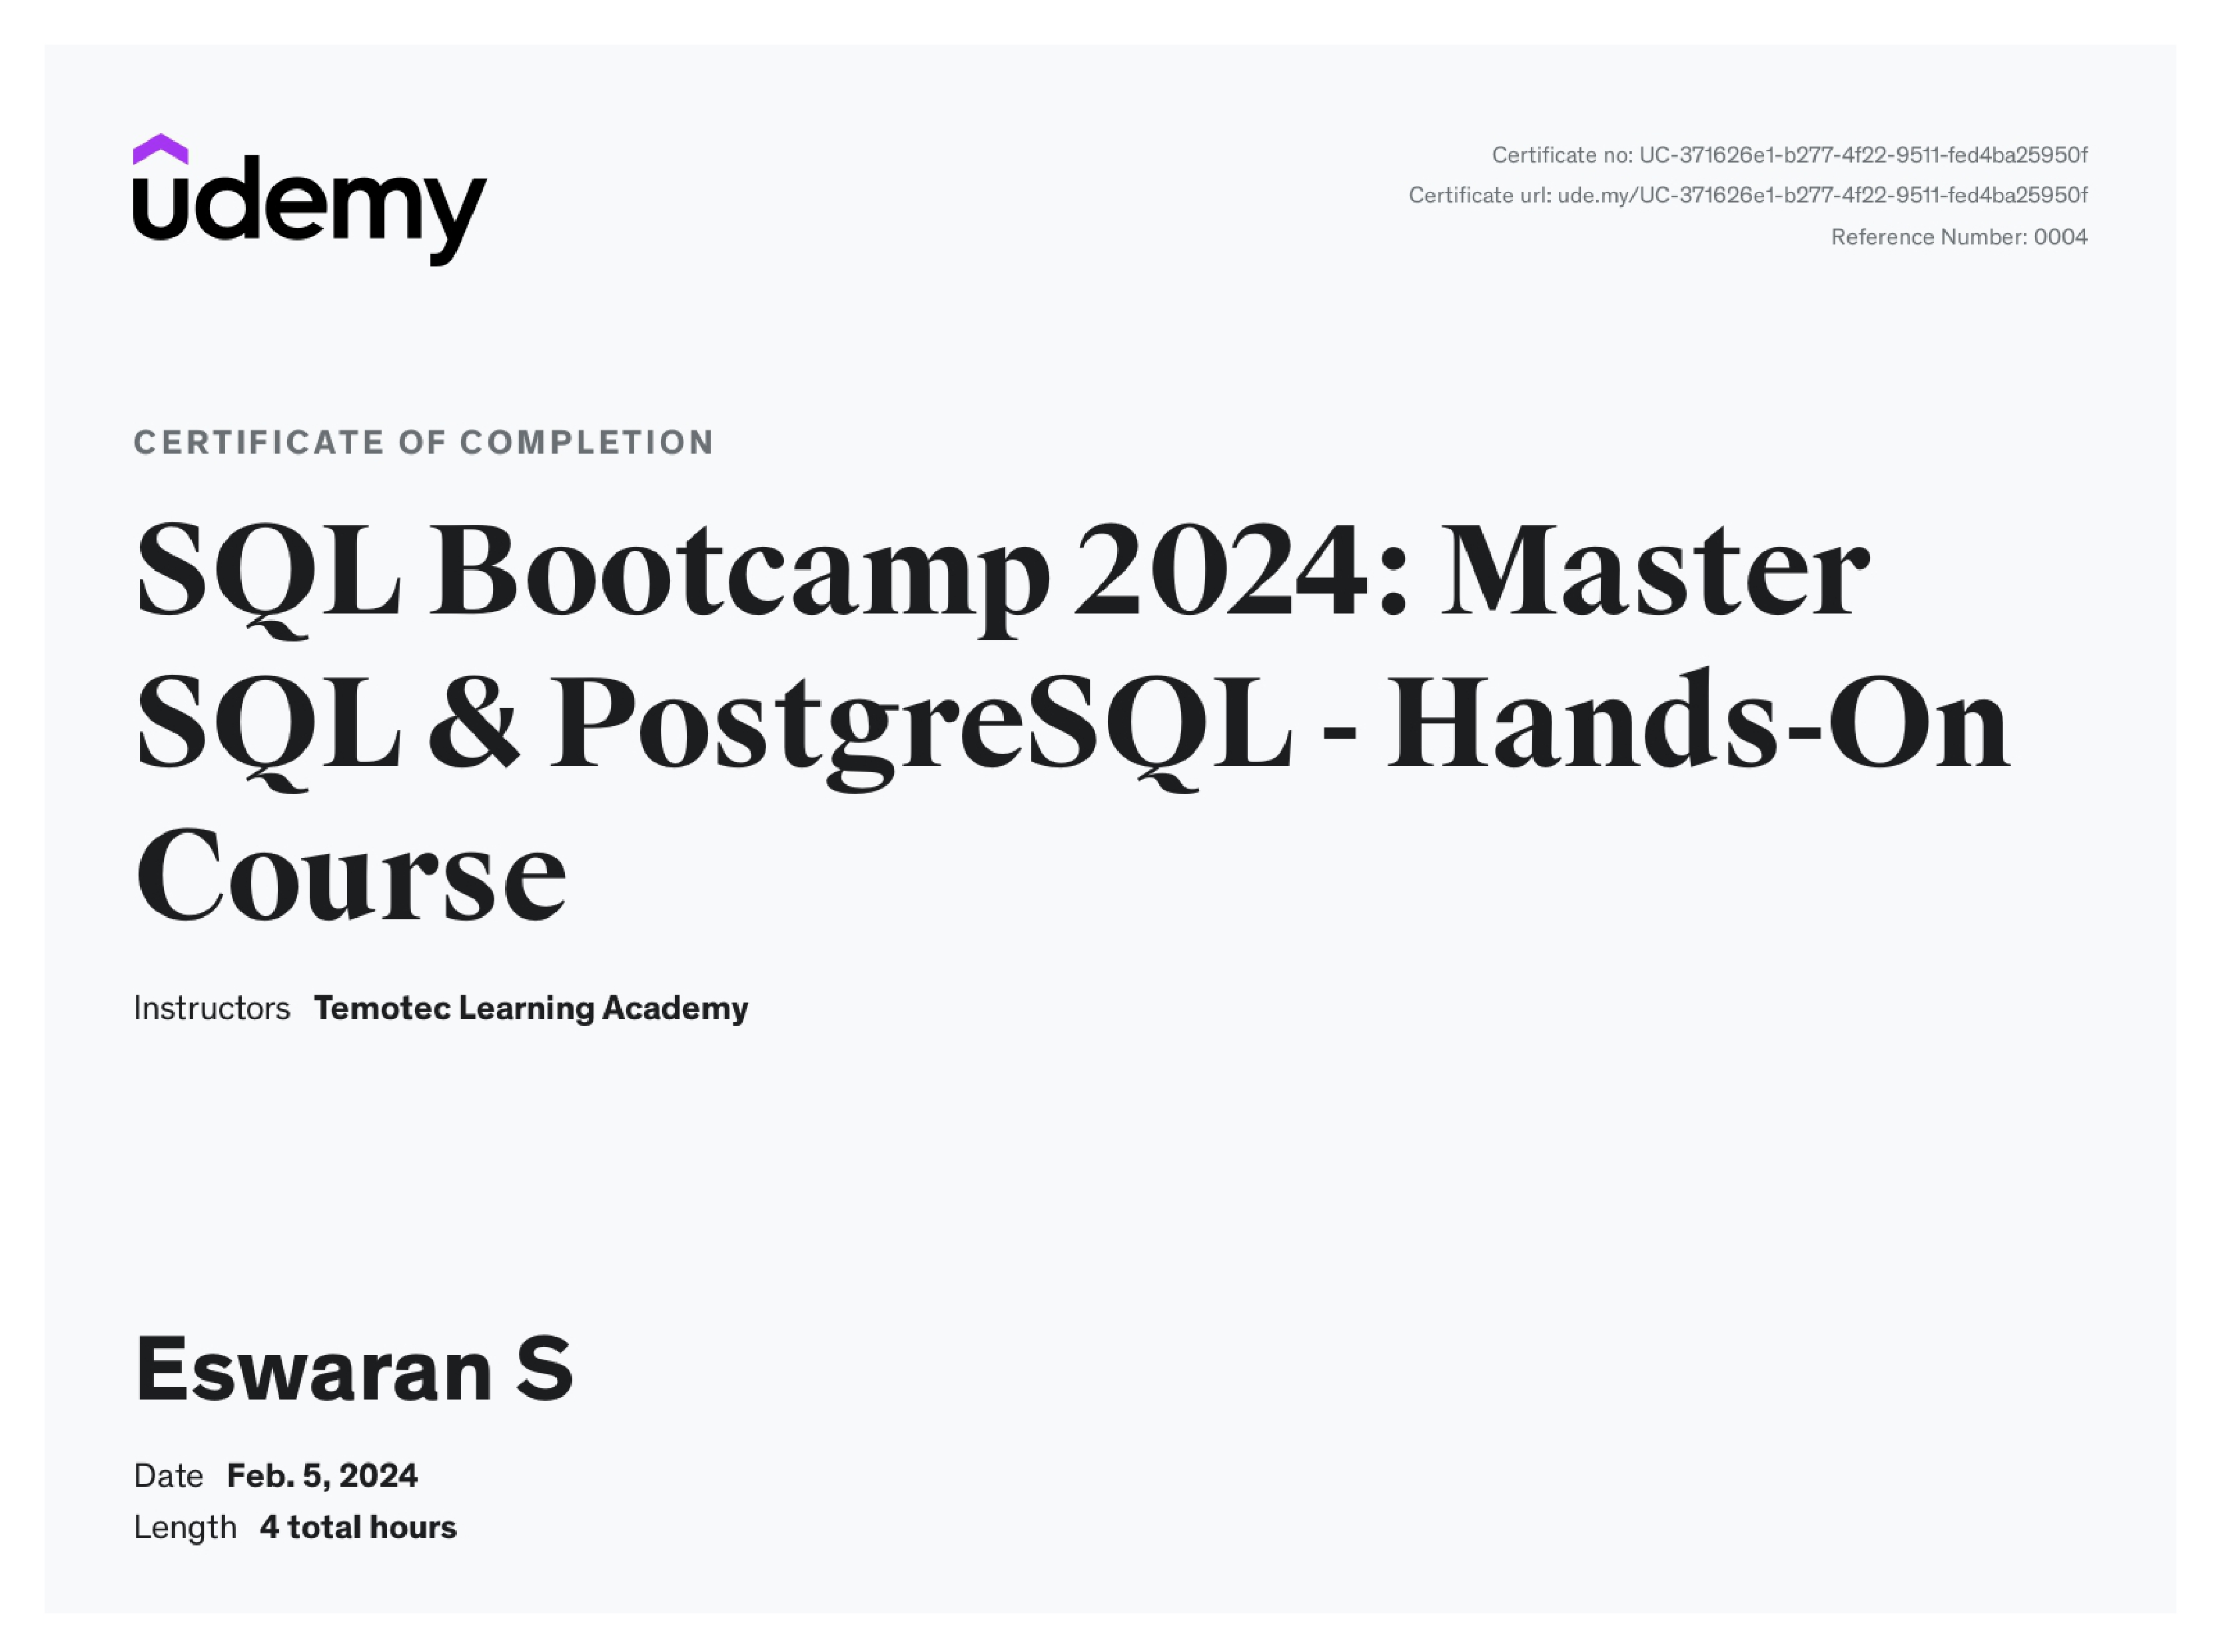 udemy
Certificate no: UC-371626e1-b277-4f22-9511-fed4ba25950f
Certificate url: ude.my/UC-371626e1-b277-4f22-9511-fed4ba25950f
Reference Number: 0004
CERTIFICATE OF COMPLETION
SQL Bootcamp 2024: Master
SQL & PostgreSQL - Hands-On
Course
Instructors Temotec Learning Academy
Eswaran S
Date Feb. 5, 2024
Length 4 total hours